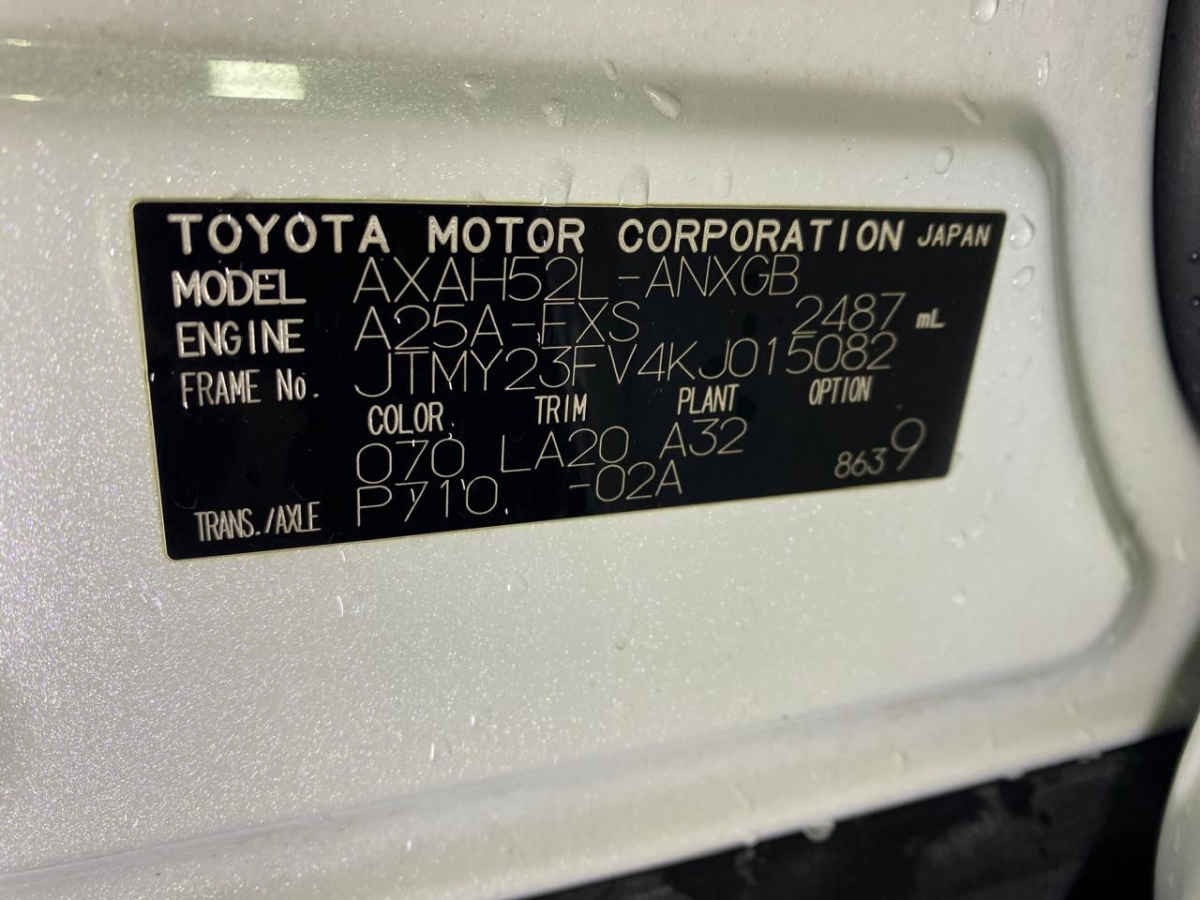 TOYOTA MOTOR CORPORATION JAPAN
MODEL AXAH52L-ANXGB
ENGINE A25A-FXS 2487 mL
FRAME No. JTMY23FV4KJ015082
COLOR TRIM PLANT OPTION
070 LA20 A32 8639
TRANS./AXLE P710 -02A